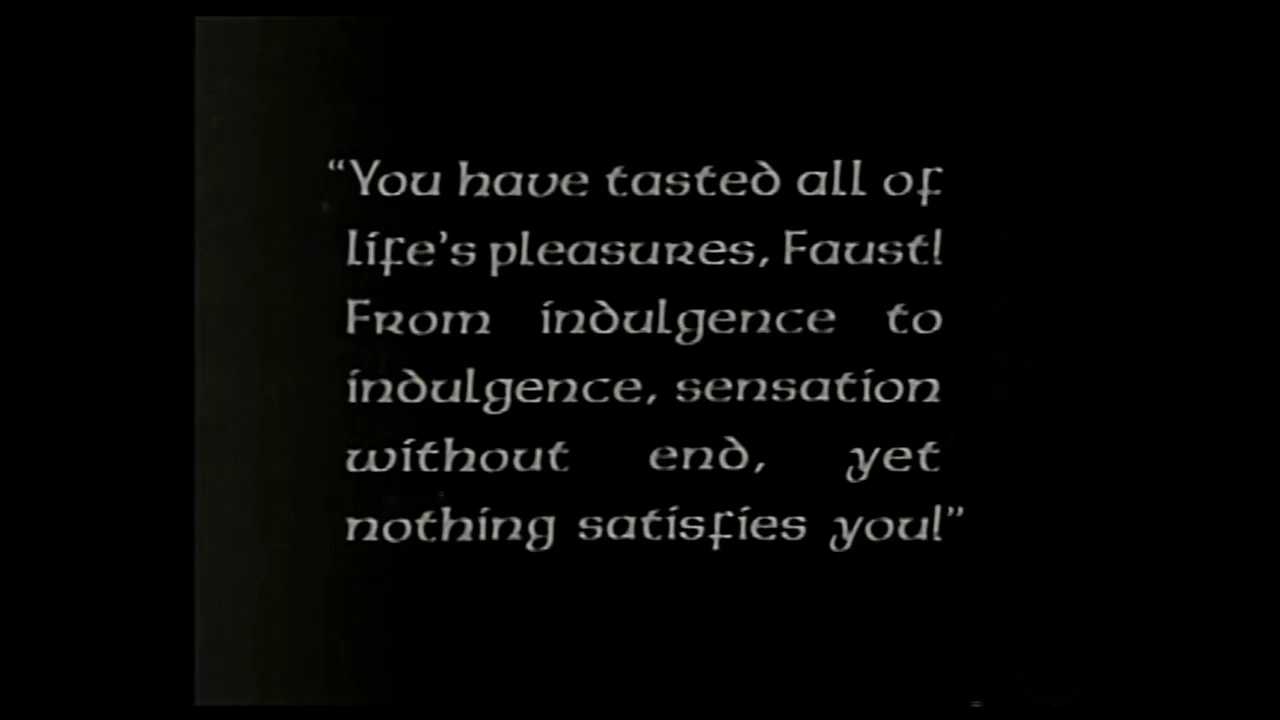 “You have tasted all of
life’s pleasures, Faust!
From indulgence to
indulgence, sensation
without end, yet
nothing satisfies you!”